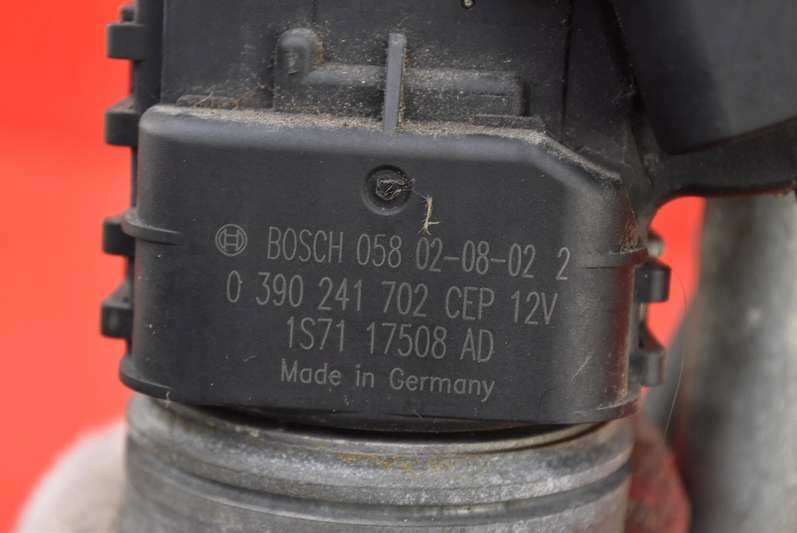 BOSCH 058 02-08-02 2
0 390 241 702 CEP 12V
1S71 17508 AD
Made in Germany